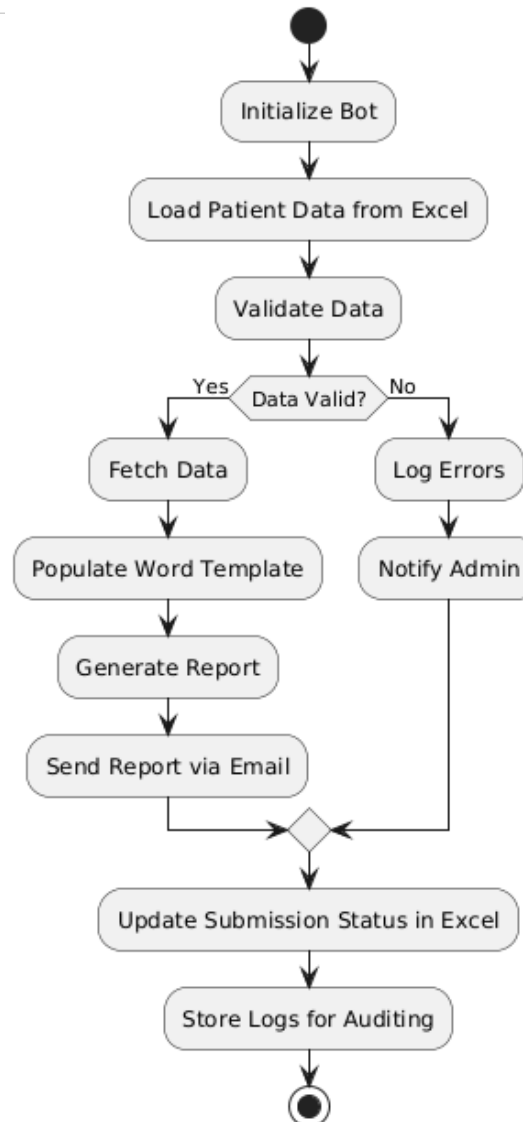 Initialize Bot
Load Patient Data from Excel
Validate Data
Data Valid?
Yes
No
Fetch Data
Log Errors
Populate Word Template
Notify Admin
Generate Report
Send Report via Email
Update Submission Status in Excel
Store Logs for Auditing